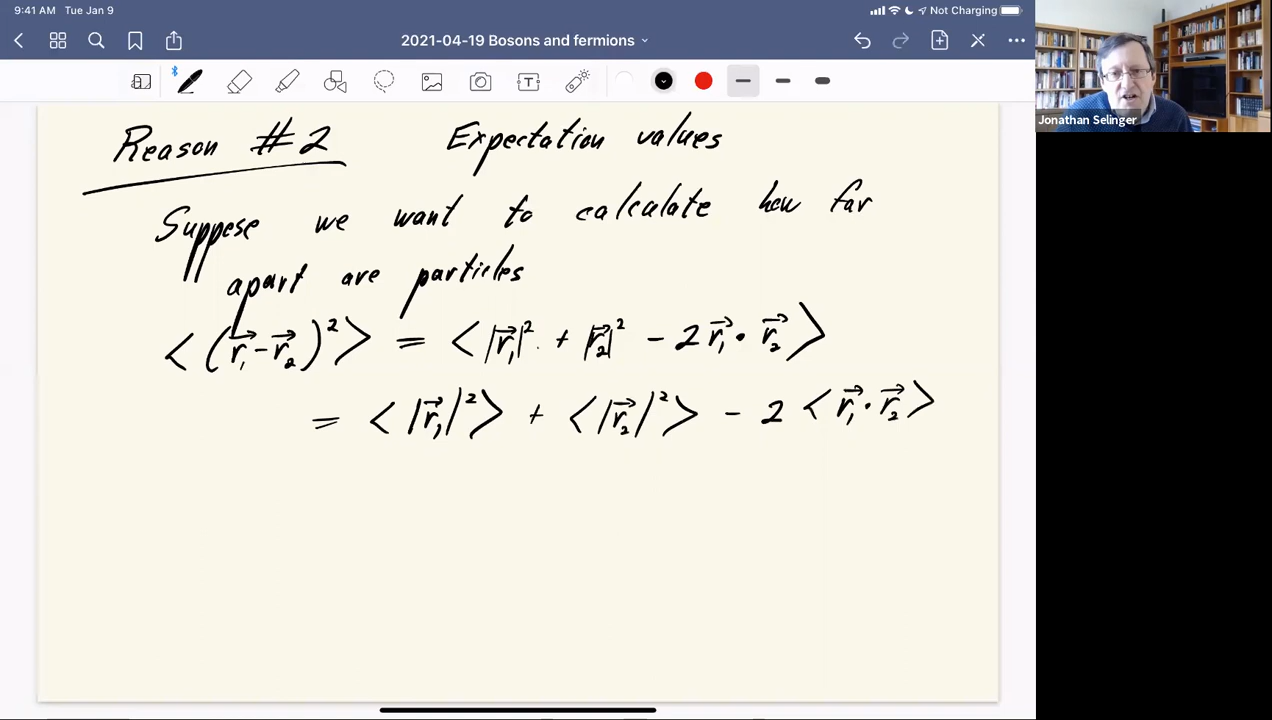 9:41 AM Tue Jan 9
Not Charging
2021-04-19 Bosons and fermions
T
Jonathan Selinger
Reason #2 Expectation values
Suppose we want to calculate how far
apart are particles
<(r⃗₁-r⃗₂)²> = <|r⃗₁|² + |r⃗₂|² - 2r⃗₁·r⃗₂>
= <|r⃗₁|²> + <|r⃗₂|²> - 2<r⃗₁·r⃗₂>